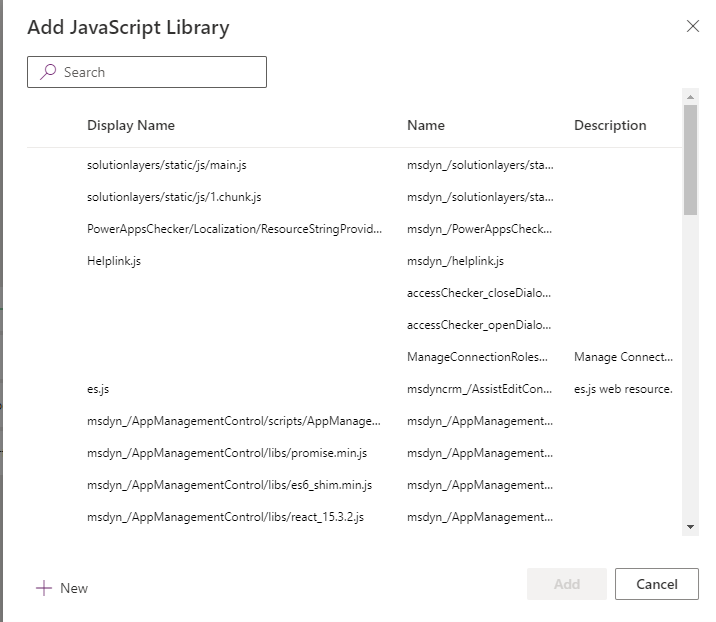 Add JavaScript Library
Search
Display Name Name Description
solutionlayers/static/js/main.js msdyn_/solutionlayers/sta...
solutionlayers/static/js/1.chunk.js msdyn_/solutionlayers/sta...
PowerAppsChecker/Localization/ResourceStringProvid... msdyn_/PowerAppsCheck...
Helplink.js msdyn_/helplink.js
accessChecker_closeDialo...
accessChecker_openDialo...
ManageConnectionRoles... Manage Connect...
es.js msdyncrm_/AssistEditCon... es.js web resource.
msdyn_/AppManagementControl/scripts/AppManage... msdyn_/AppManagement...
msdyn_/AppManagementControl/libs/promise.min.js msdyn_/AppManagement...
msdyn_/AppManagementControl/libs/es6_shim.min.js msdyn_/AppManagement...
msdyn_/AppManagementControl/libs/react_15.3.2.js msdyn_/AppManagement...
New Add Cancel